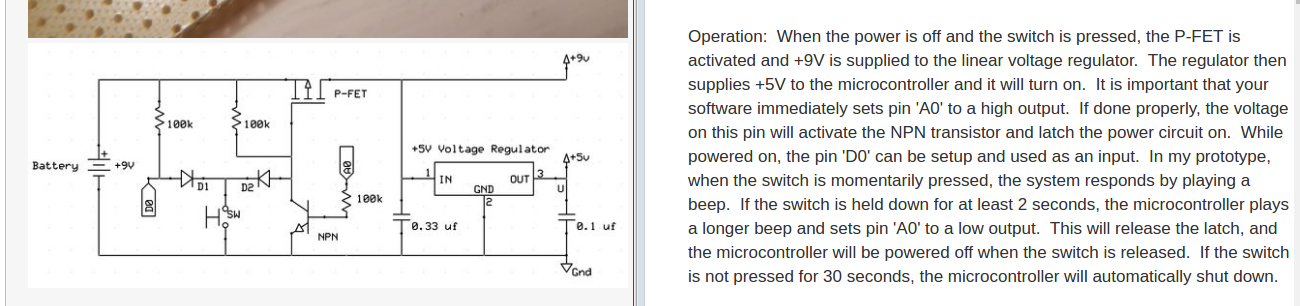 +9v
P-FET
100k
100k
+5V Voltage Regulator
+5v
Battery
+
+9V
A0
1
IN
OUT
3
D1
D2
GND
U
D0
100k
2
SW
0.33 uf
0.1 uf
NPN
Gnd
Operation: When the power is off and the switch is pressed, the P-FET is
activated and +9V is supplied to the linear voltage regulator. The regulator then
supplies +5V to the microcontroller and it will turn on. It is important that your
software immediately sets pin 'A0' to a high output. If done properly, the voltage
on this pin will activate the NPN transistor and latch the power circuit on. While
powered on, the pin 'D0' can be setup and used as an input. In my prototype,
when the switch is momentarily pressed, the system responds by playing a
beep. If the switch is held down for at least 2 seconds, the microcontroller plays
a longer beep and sets pin 'A0' to a low output. This will release the latch, and
the microcontroller will be powered off when the switch is released. If the switch
is not pressed for 30 seconds, the microcontroller will automatically shut down.